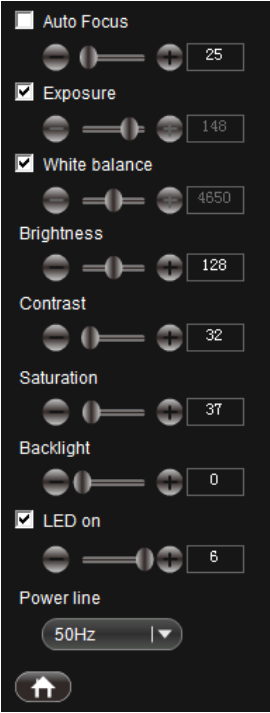 Auto Focus
25
Exposure
148
White balance
4650
Brightness
128
Contrast
32
Saturation
37
Backlight
0
LED on
6
Power line
50Hz